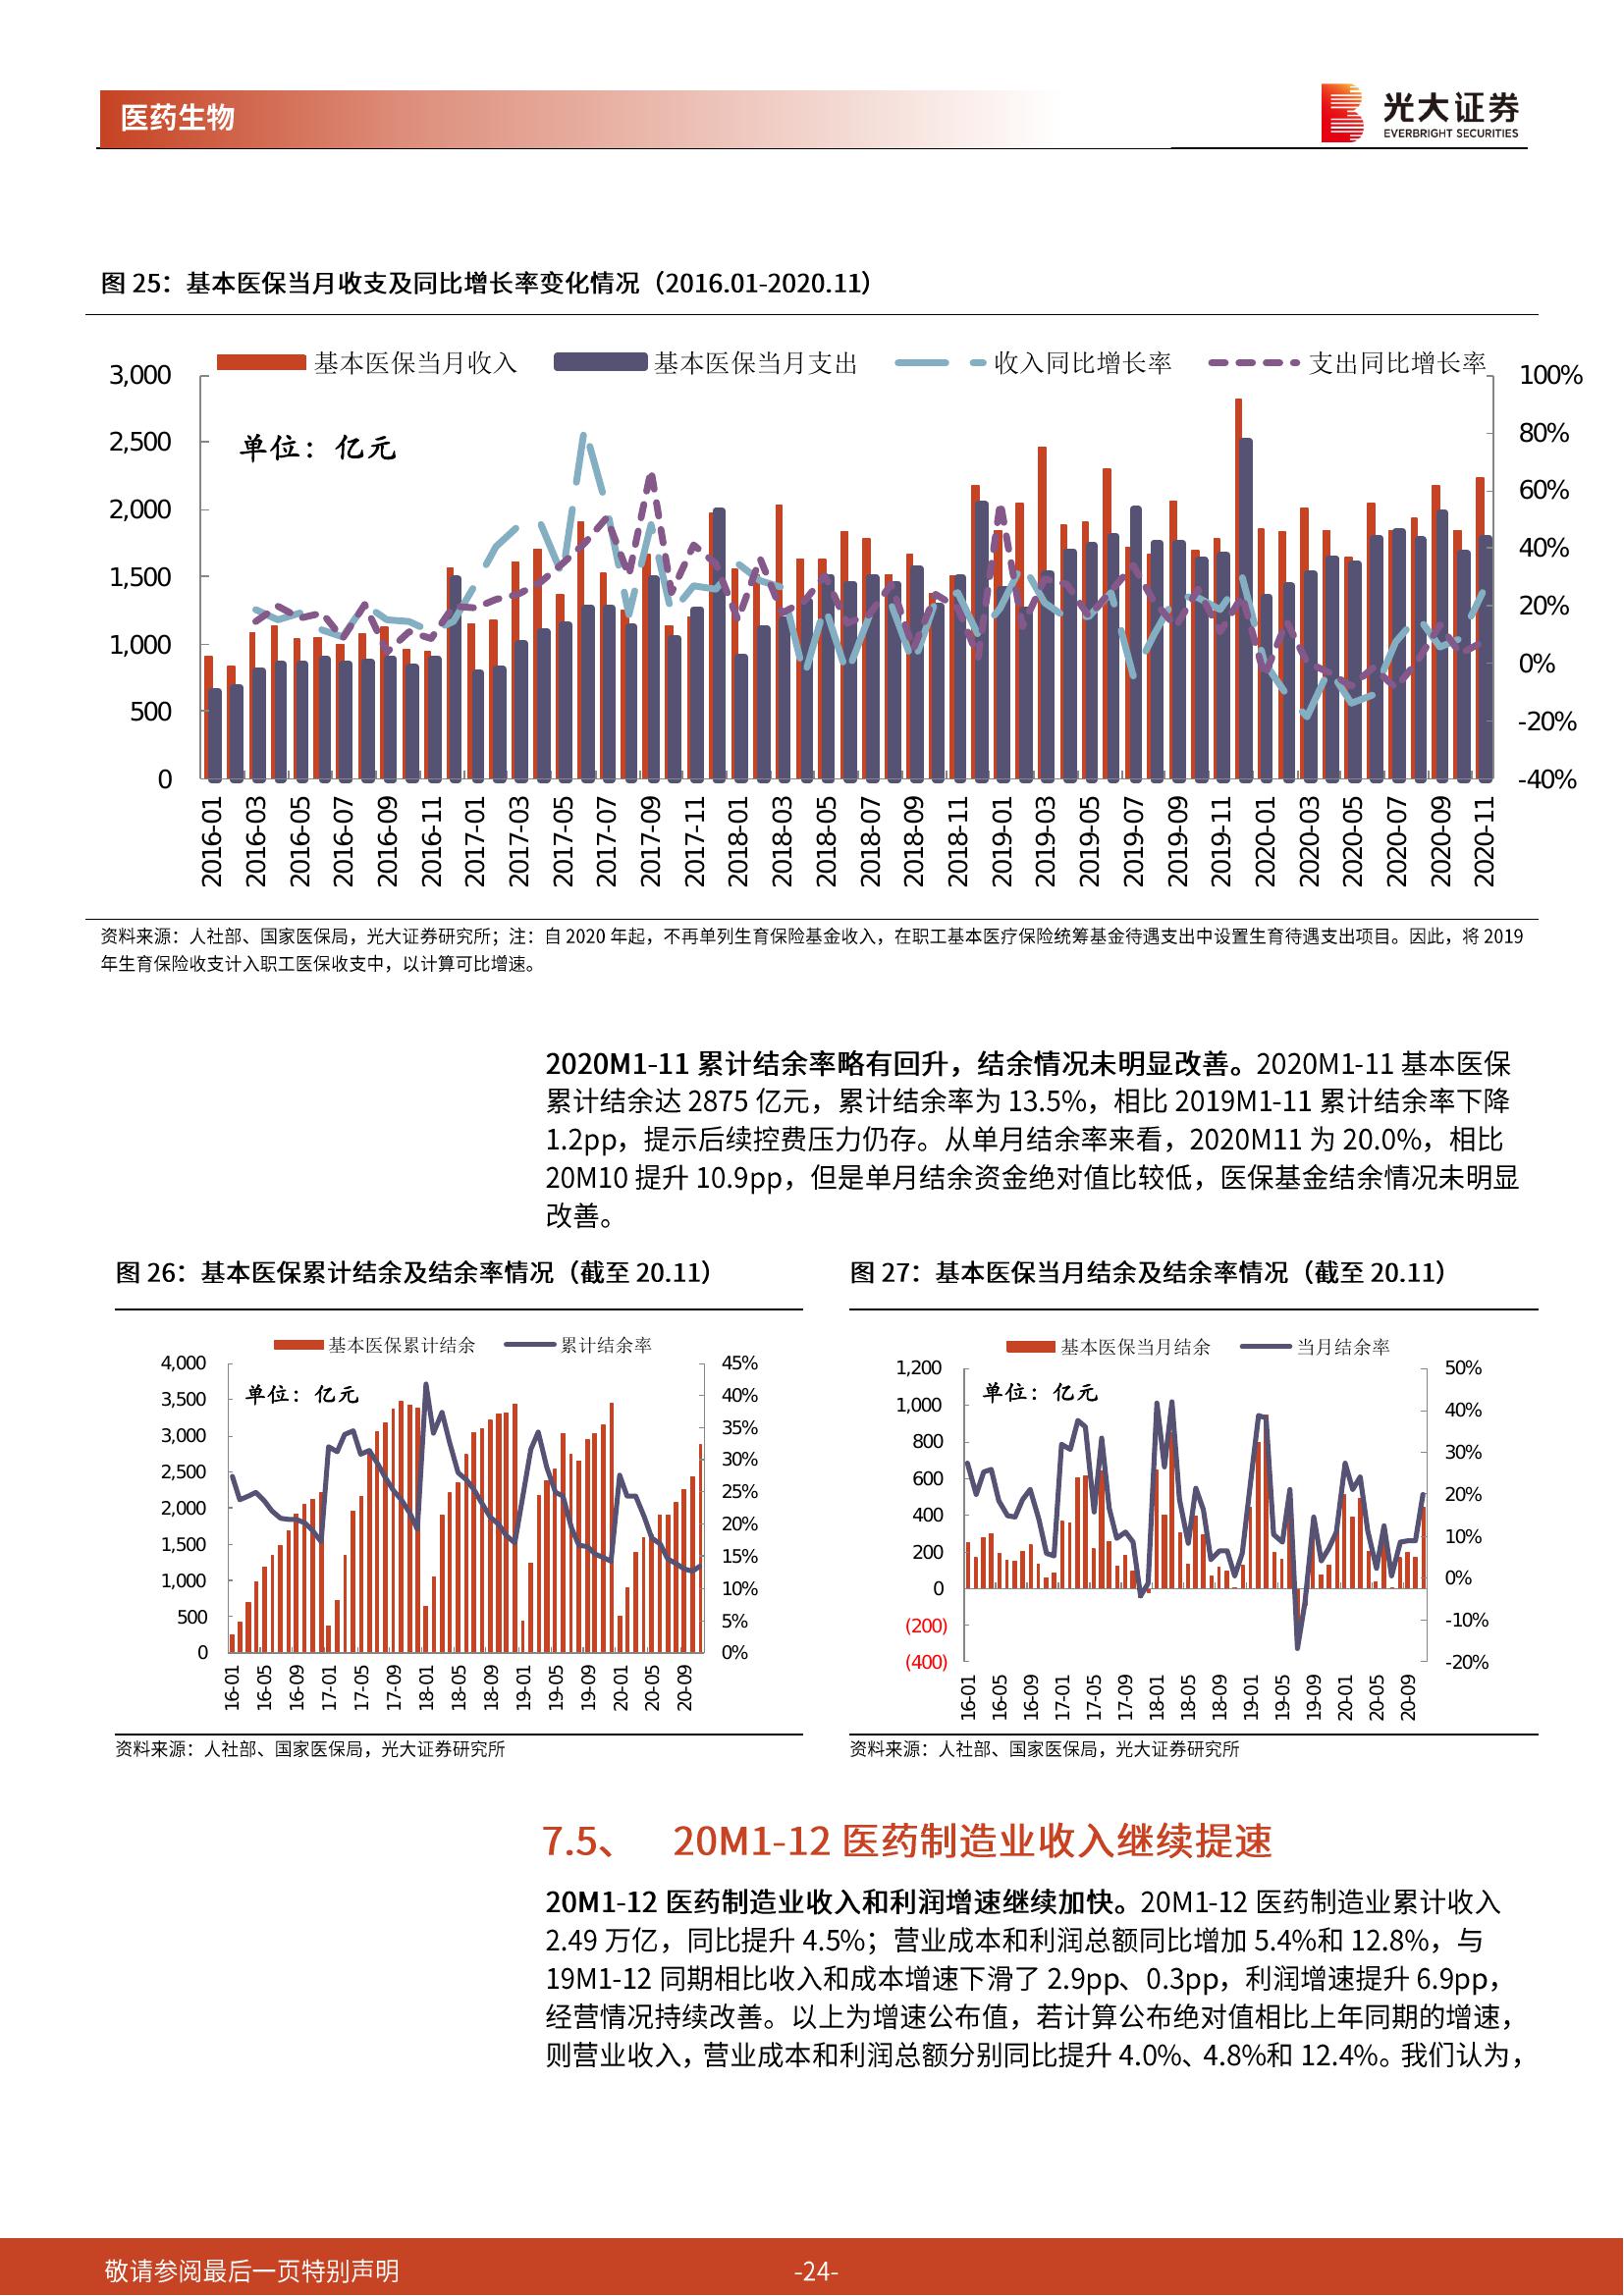 医药生物
光大证券
EVERBRIGHT SECURITIES
图 25：基本医保当月收支及同比增长率变化情况（2016.01-2020.11）
基本医保当月收入 基本医保当月支出 收入同比增长率 支出同比增长率
单位：亿元
3,000
2,500
2,000
1,500
1,000
500
0
100%
80%
60%
40%
20%
0%
-20%
-40%
2016-01 2016-03 2016-05 2016-07 2016-09 2016-11 2017-01 2017-03 2017-05 2017-07 2017-09 2017-11 2018-01 2018-03 2018-05 2018-07 2018-09 2018-11 2019-01 2019-03 2019-05 2019-07 2019-09 2019-11 2020-01 2020-03 2020-05 2020-07 2020-09 2020-11
资料来源：人社部、国家医保局，光大证券研究所；注：自 2020 年起，不再单列生育保险基金收入，在职工基本医疗保险统筹基金待遇支出中设置生育待遇支出项目。因此，将 2019
年生育保险收支计入职工医保收支中，以计算可比增速。
2020M1-11 累计结余率略有回升，结余情况未明显改善。2020M1-11 基本医保
累计结余达 2875 亿元，累计结余率为 13.5%，相比 2019M1-11 累计结余率下降
1.2pp，提示后续控费压力仍存。从单月结余率来看，2020M11 为 20.0%，相比
20M10 提升 10.9pp，但是单月结余资金绝对值比较低，医保基金结余情况未明显
改善。
图 26：基本医保累计结余及结余率情况（截至 20.11）
基本医保累计结余 累计结余率
单位：亿元
4,000
3,500
3,000
2,500
2,000
1,500
1,000
500
0
45%
40%
35%
30%
25%
20%
15%
10%
5%
0%
16-01 16-05 16-09 17-01 17-05 17-09 18-01 18-05 18-09 19-01 19-05 19-09 20-01 20-05 20-09
资料来源：人社部、国家医保局，光大证券研究所
图 27：基本医保当月结余及结余率情况（截至 20.11）
基本医保当月结余 当月结余率
单位：亿元
1,200
1,000
800
600
400
200
0
(200)
(400)
50%
40%
30%
20%
10%
0%
-10%
-20%
16-01 16-05 16-09 17-01 17-05 17-09 18-01 18-05 18-09 19-01 19-05 19-09 20-01 20-05 20-09
资料来源：人社部、国家医保局，光大证券研究所
7.5、 20M1-12 医药制造业收入继续提速
20M1-12 医药制造业收入和利润增速继续加快。20M1-12 医药制造业累计收入
2.49 万亿，同比提升 4.5%；营业成本和利润总额同比增加 5.4%和 12.8%，与
19M1-12 同期相比收入和成本增速下滑了 2.9pp、0.3pp，利润增速提升 6.9pp，
经营情况持续改善。以上为增速公布值，若计算公布绝对值相比上年同期的增速，
则营业收入，营业成本和利润总额分别同比提升 4.0%、4.8%和 12.4%。我们认为，
敬请参阅最后一页特别声明
-24-